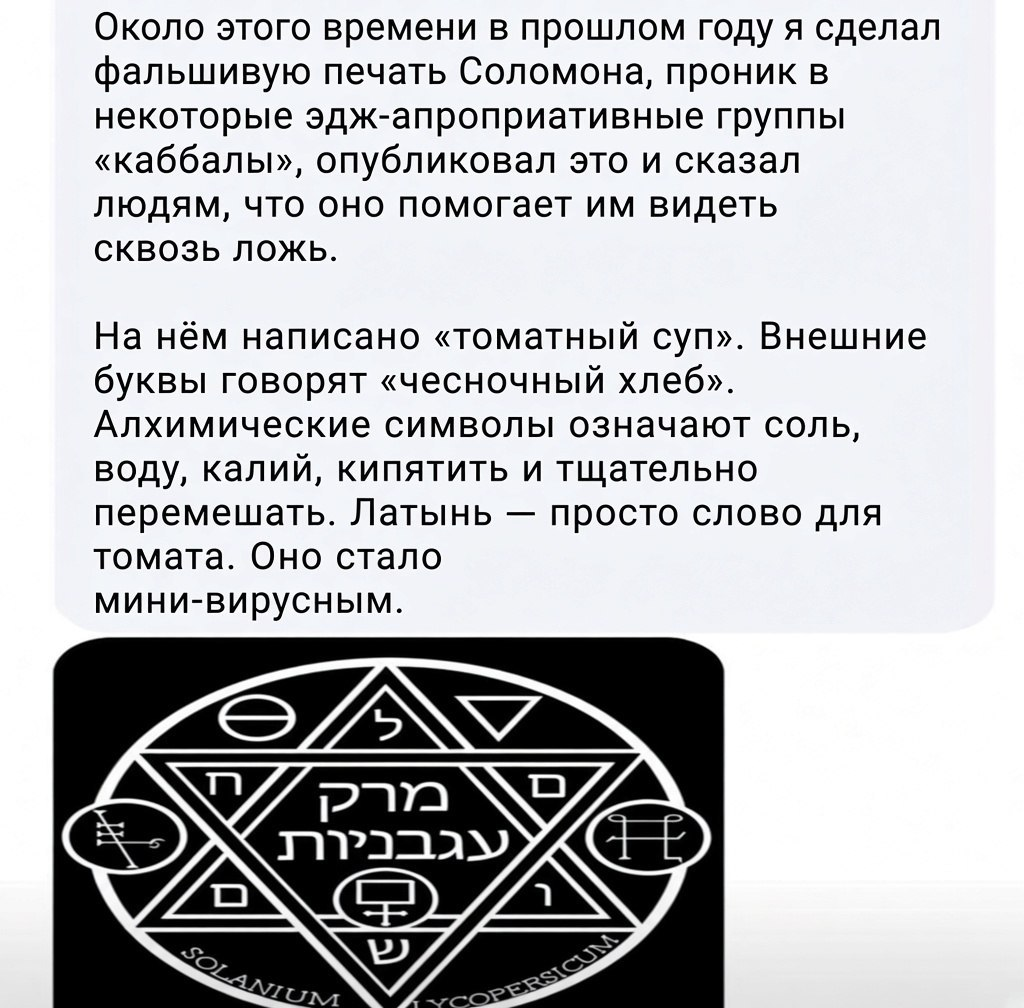 Около этого времени в прошлом году я сделал
фальшивую печать Соломона, проник в
некоторые эдж-апроприативные группы
«каббалы», опубликовал это и сказал
людям, что оно помогает им видеть
сквозь ложь.
На нём написано «томатный суп». Внешние
буквы говорят «чесночный хлеб».
Алхимические символы означают соль,
воду, калий, кипятить и тщательно
перемешать. Латынь — просто слово для
томата. Оно стало
мини-вирусным.
ל
ח ם
מרק
עגבניות
ם ו
ש
SOLANIUM LYCOPERSICUM